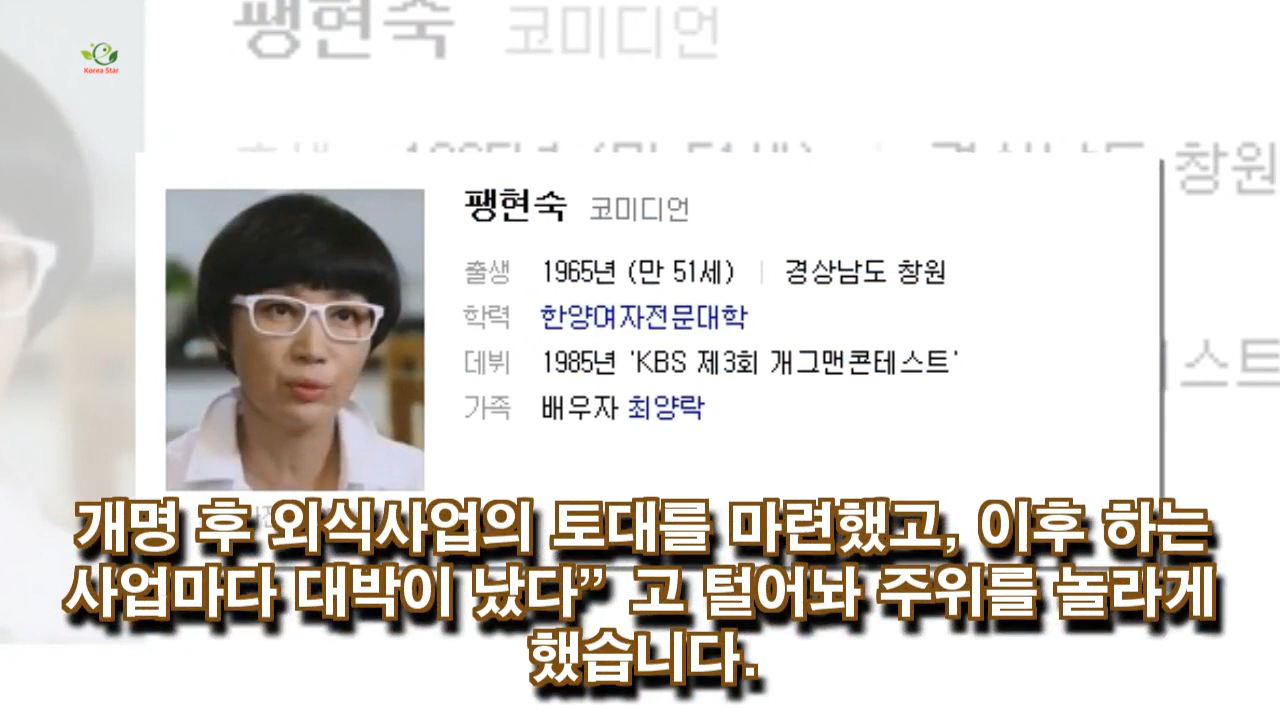 팽현숙 코미디언
Korea Star
창원
팽현숙 코미디언
출생 1965년 (만 51세) 경상남도 창원
학력 한양여자전문대학
데뷔 1985년 'KBS 제3회 개그맨콘테스트'
스트
가족 배우자 최양락
개명 후 외식사업의 토대를 마련했고, 이후 하는
사업마다 대박이 났다” 고 털어놔 주위를 놀라게
했습니다.